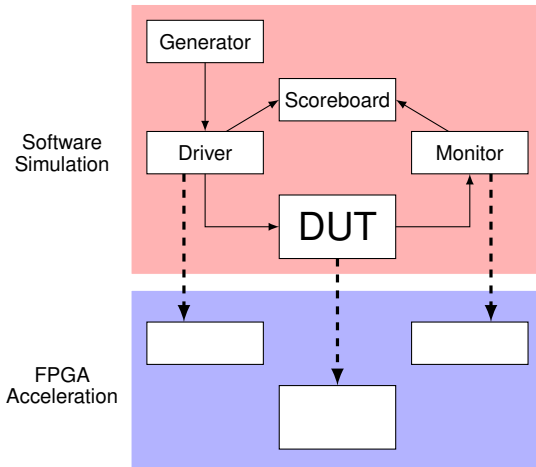 Generator
Scoreboard
Software
Simulation
Driver
Monitor
DUT
FPGA
Acceleration